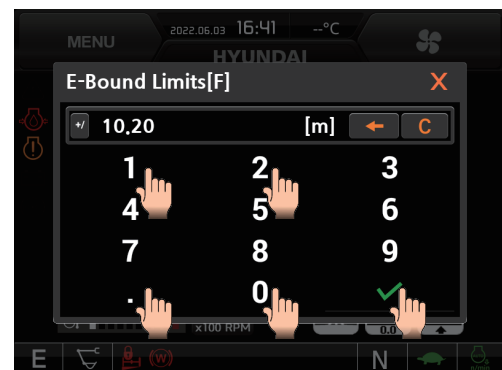 2022.06.03 16:41 --°C
MENU
HYUNDAI
E-Bound Limits[F] X
+/ 10.20 [m] ← C
1 2 3
4 5 6
7 8 9
. 0
x100 RPM 0.0
E (W) N